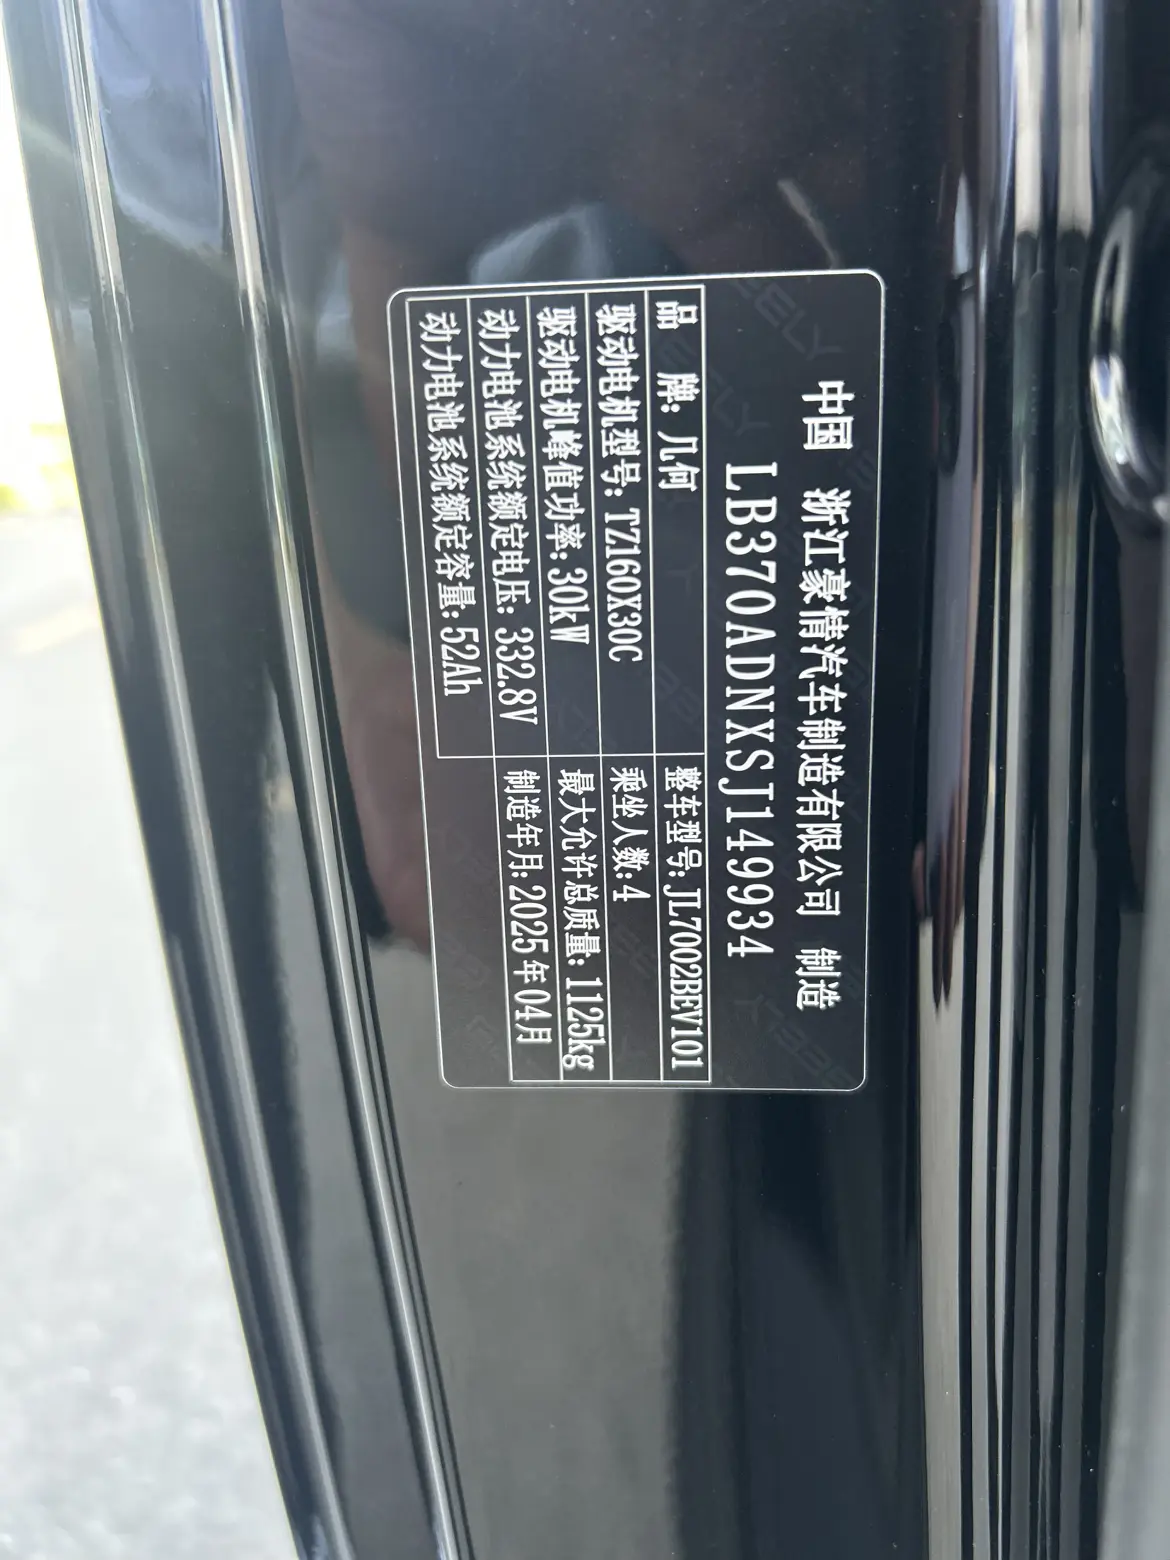 中国 浙江豪情汽车制造有限公司 制造
LB370ADNXSJ149934
品 牌: 几何 整车型号: JL7002BEV101
驱动电机型号: TZ160X30C 乘坐人数: 4
驱动电机峰值功率: 30kW 最大允许总质量: 1125kg
动力电池系统额定电压: 332.8V 制造年月: 2025年04月
动力电池系统额定容量: 52Ah